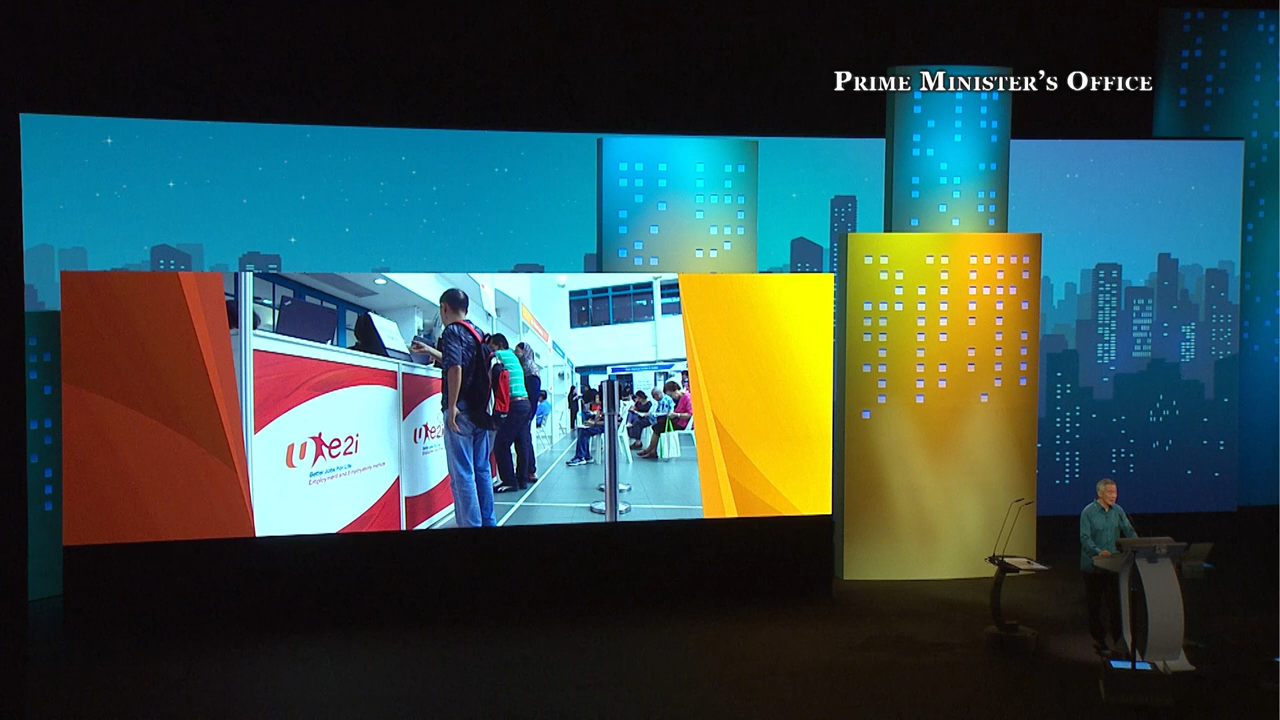 PRIME MINISTER'S OFFICE
U e2i
Better Jobs For Life
Employment and Employability Institute
U e2i